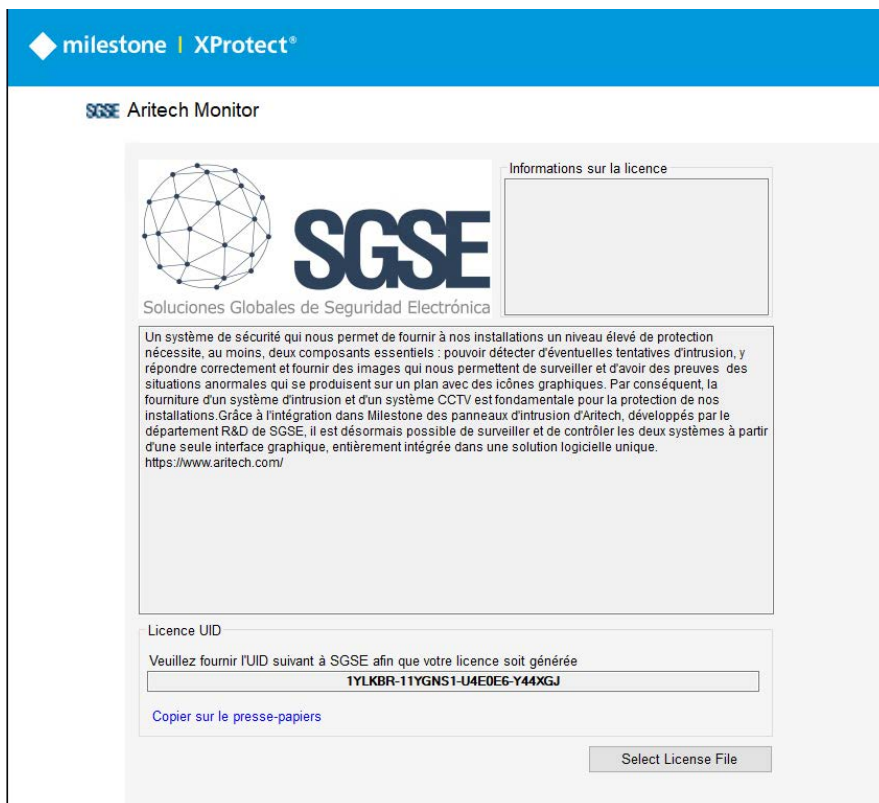 milestone | XProtect®
SGSE Aritech Monitor
SGSE
Soluciones Globales de Seguridad Electrónica
Informations sur la licence
Un système de sécurité qui nous permet de fournir à nos installations un niveau élevé de protection
nécessite, au moins, deux composants essentiels : pouvoir détecter d'éventuelles tentatives d'intrusion, y
répondre correctement et fournir des images qui nous permettent de surveiller et d'avoir des preuves des
situations anormales qui se produisent sur un plan avec des icônes graphiques. Par conséquent, la
fourniture d'un système d'intrusion et d'un système CCTV est fondamentale pour la protection de nos
installations.Grâce à l'intégration dans Milestone des panneaux d'intrusion d'Aritech, développés par le
département R&D de SGSE, il est désormais possible de surveiller et de contrôler les deux systèmes à partir
d'une seule interface graphique, entièrement intégrée dans une solution logicielle unique.
https://www.aritech.com/
Licence UID
Veuillez fournir l'UID suivant à SGSE afin que votre licence soit générée
1YLKBR-11YGNS1-U4E0E6-Y44XGJ
Copier sur le presse-papiers
Select License File